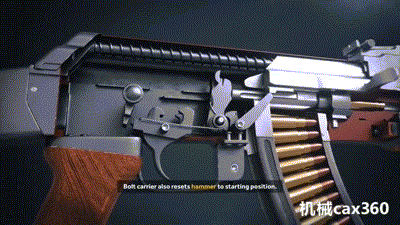 Bolt carrier also resets hammer to starting position.
机械cax360